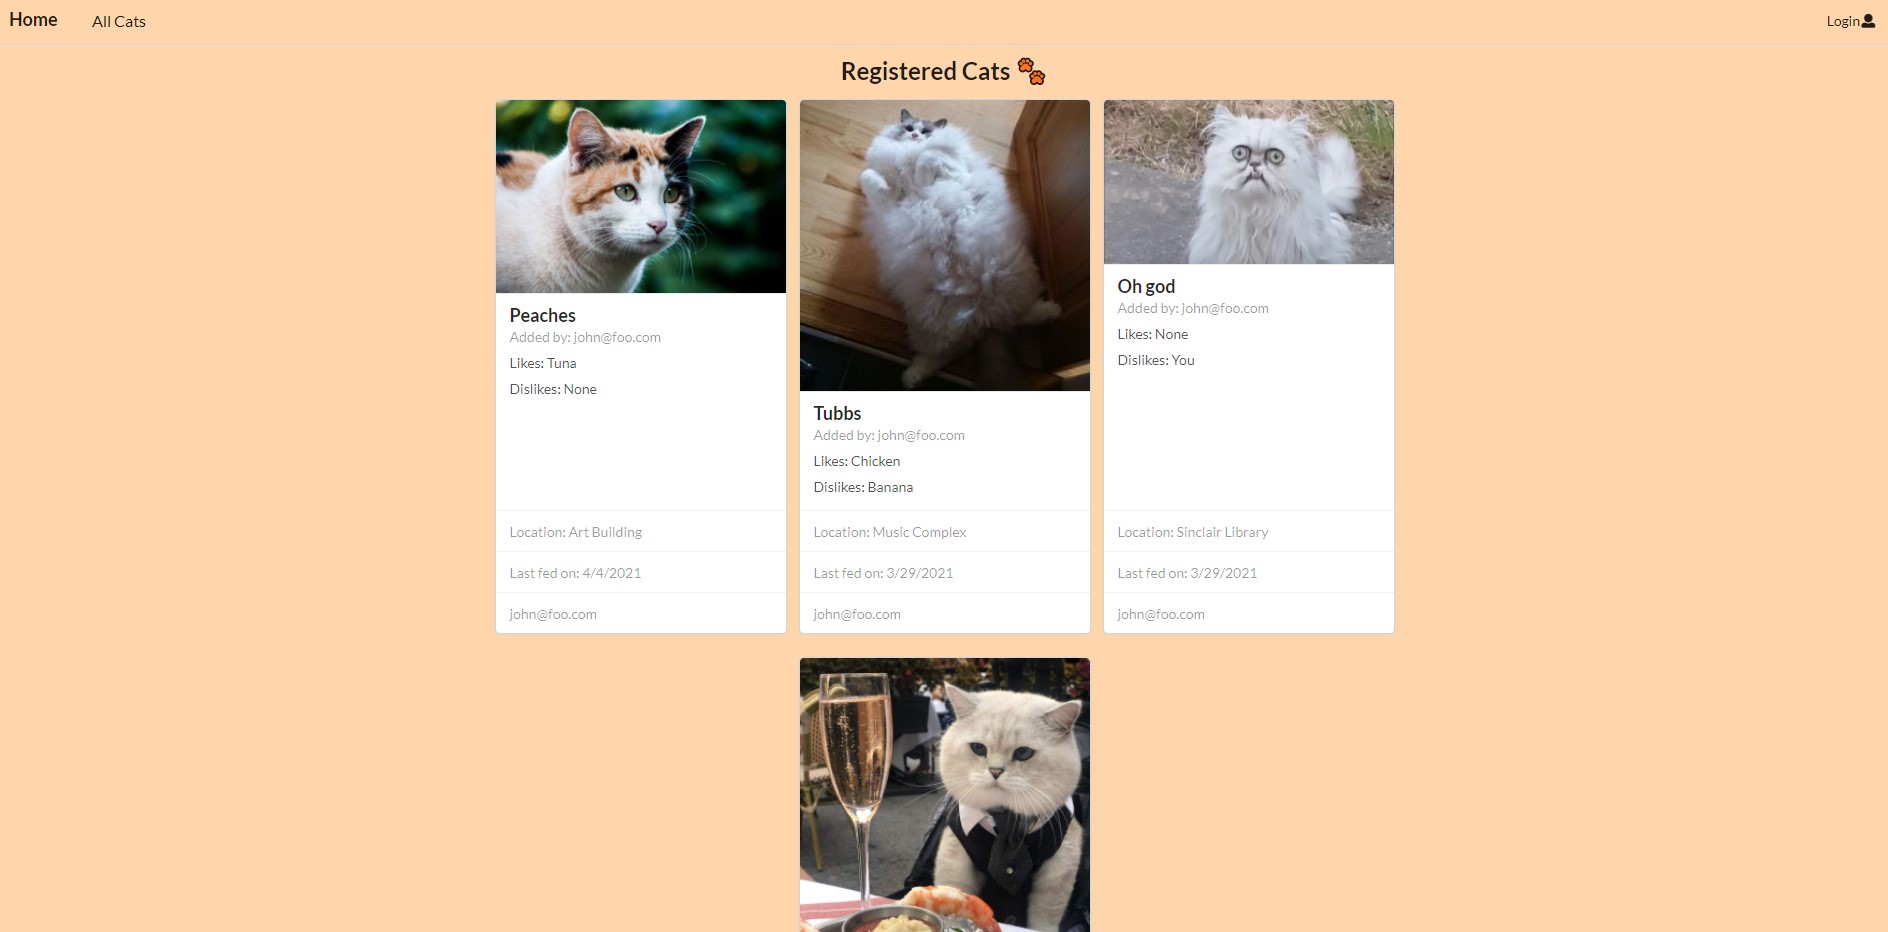 Home
All Cats
Login
Registered Cats
Peaches
Added by: john@foo.com
Likes: Tuna
Dislikes: None
Location: Art Building
Last fed on: 4/4/2021
john@foo.com
Tubbs
Added by: john@foo.com
Likes: Chicken
Dislikes: Banana
Location: Music Complex
Last fed on: 3/29/2021
john@foo.com
Oh god
Added by: john@foo.com
Likes: None
Dislikes: You
Location: Sinclair Library
Last fed on: 3/29/2021
john@foo.com